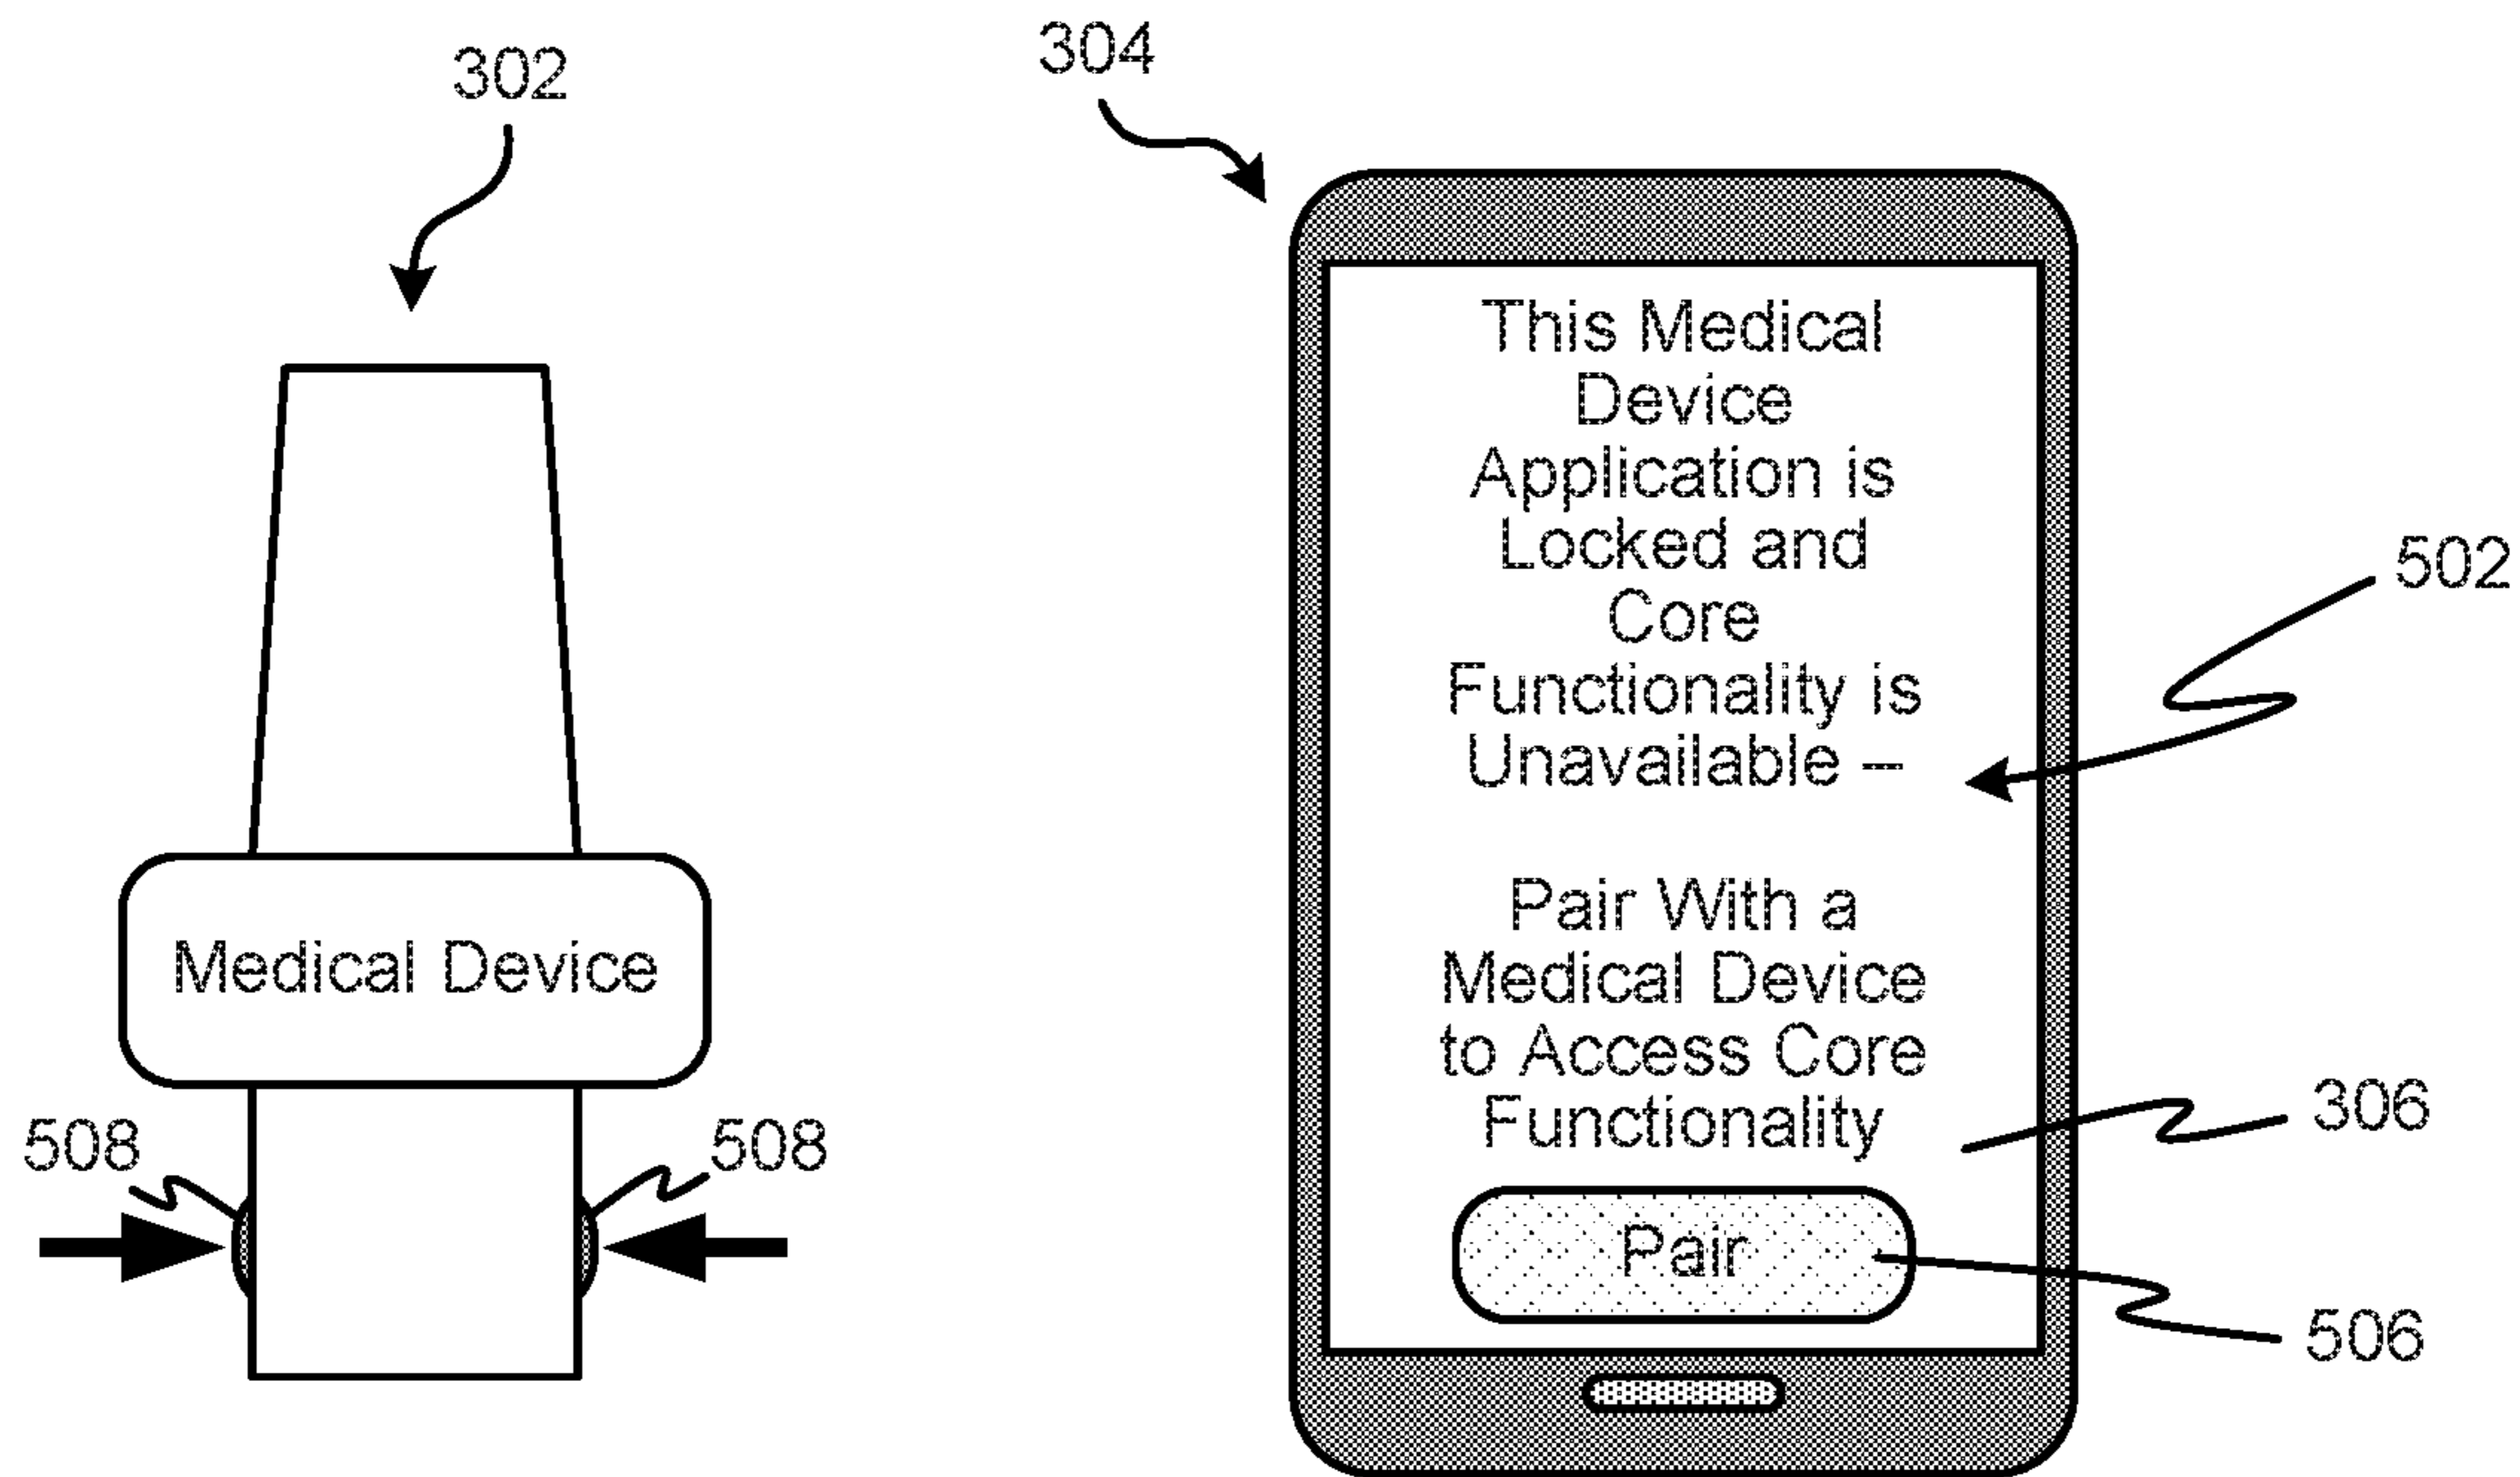 302
304
This Medical
Device
Application is
Locked and
Core
Functionality is
Unavailable –
502
Pair With a
Medical Device
to Access Core
Functionality
306
Pair
506
Medical Device
508
508